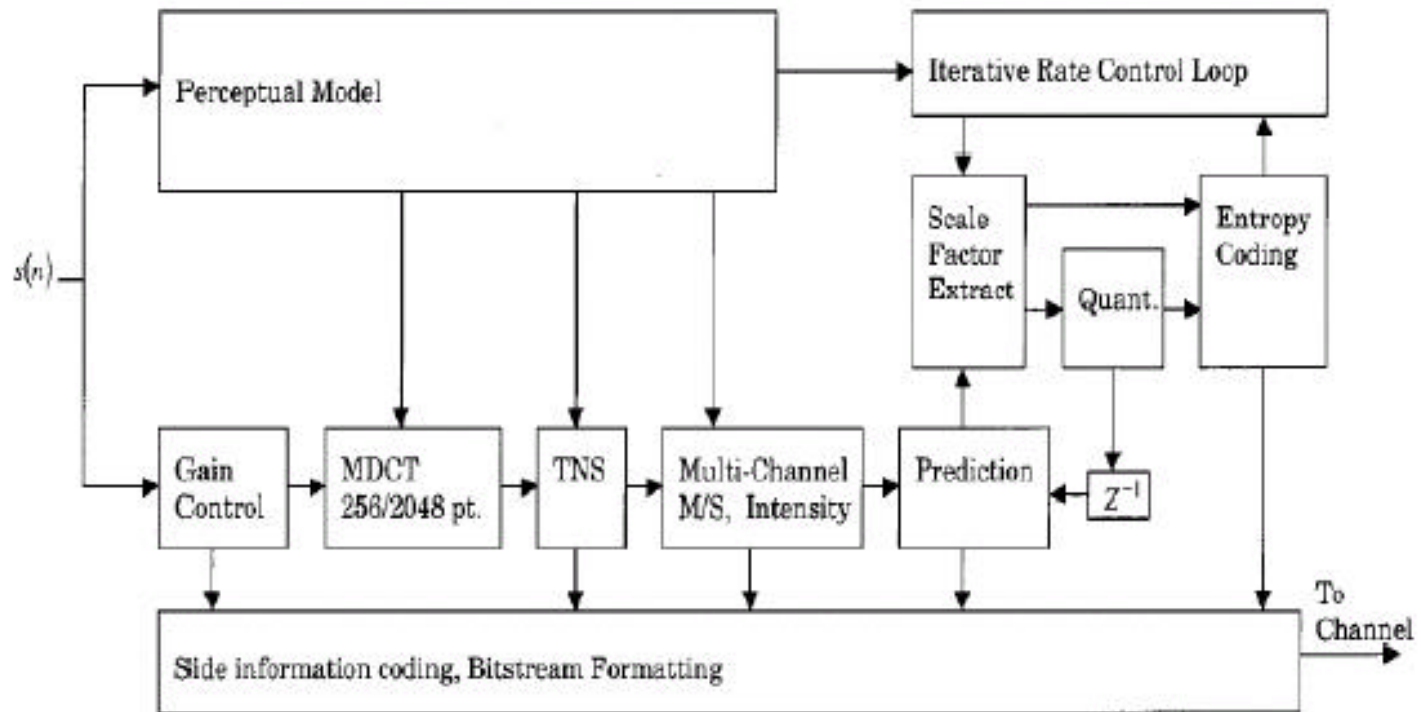 Perceptual Model
Iterative Rate Control Loop
s(n)
Scale
Factor
Extract
Quant.
Entropy
Coding
Gain
Control
MDCT
256/2048 pt.
TNS
Multi-Channel
M/S, Intensity
Prediction
Z⁻¹
To
Channel
Side information coding, Bitstream Formatting